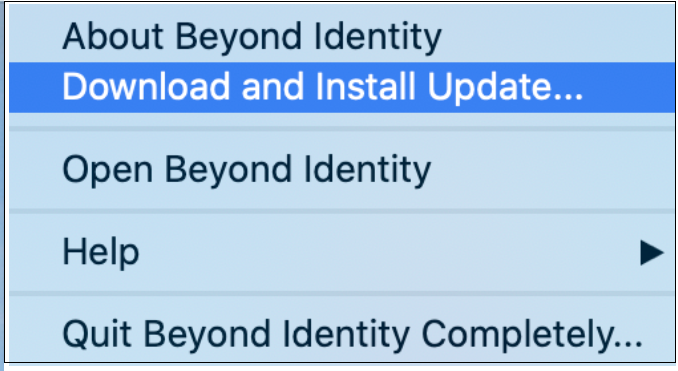 About Beyond Identity
Download and Install Update...
Open Beyond Identity
Help
Quit Beyond Identity Completely...